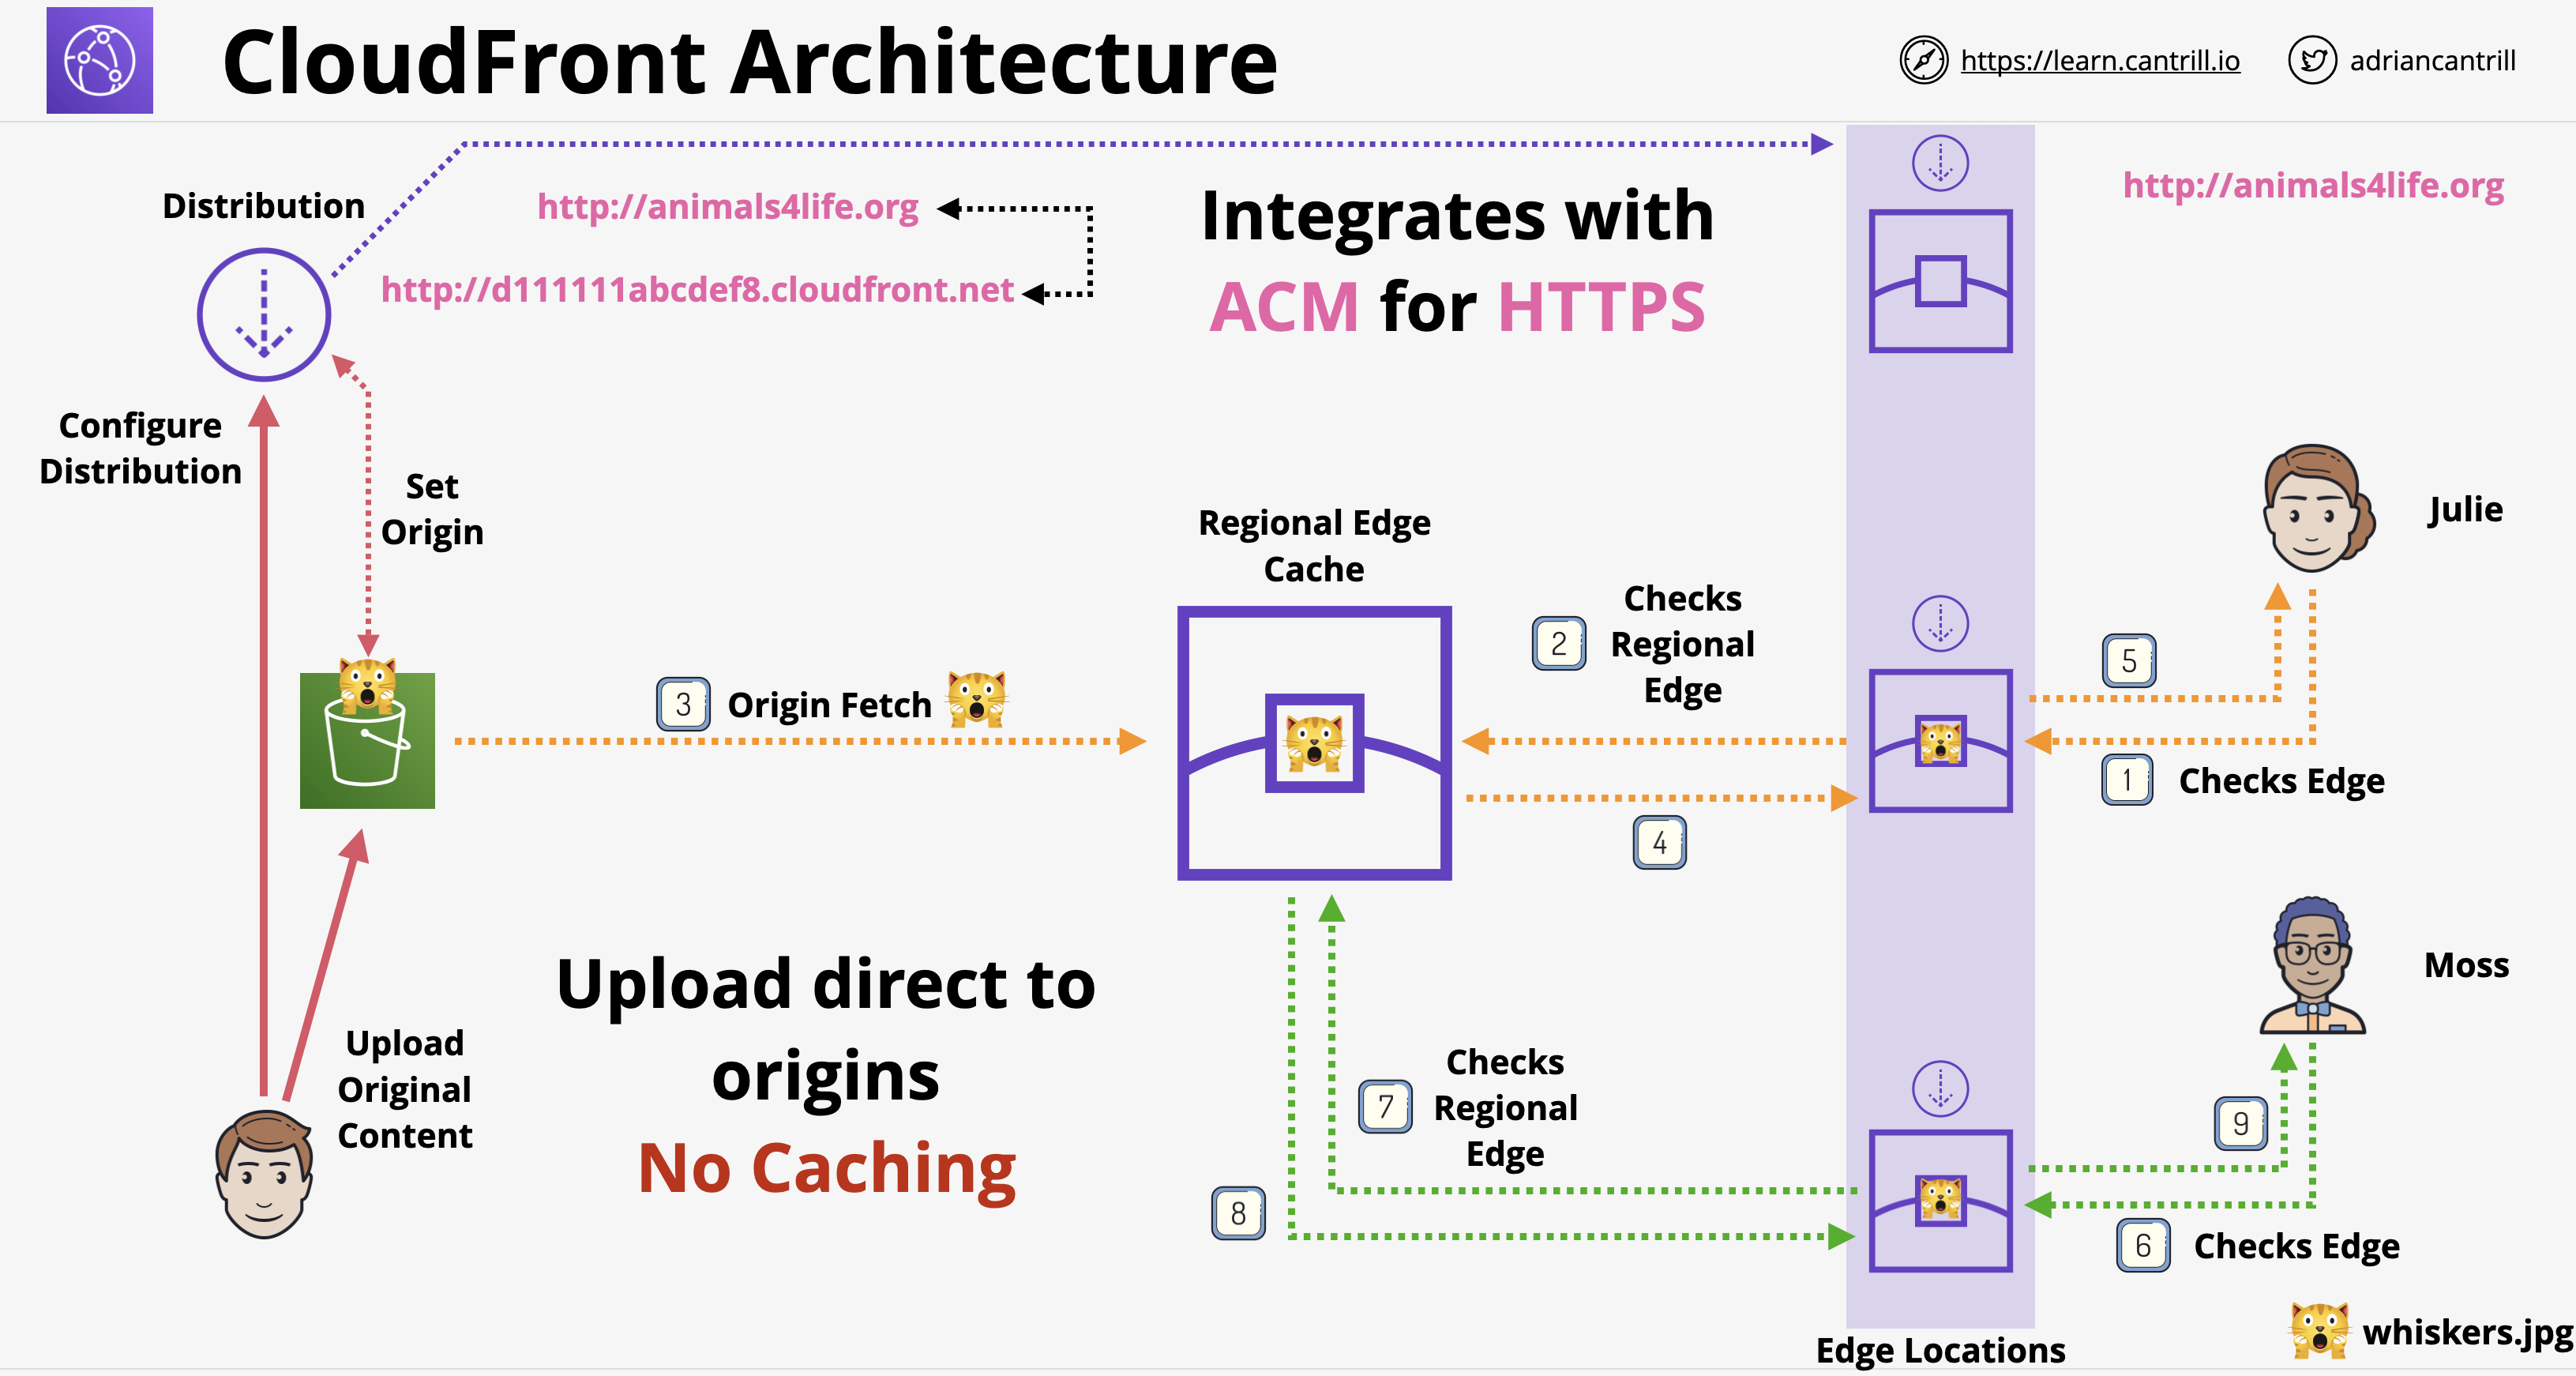 CloudFront Architecture
https://learn.cantrill.io
adriancantrill
Distribution
http://animals4life.org
http://d111111abcdef8.cloudfront.net
Integrates with
ACM for HTTPS
http://animals4life.org
Configure
Distribution
Set
Origin
Regional Edge
Cache
Julie
2
Checks
Regional
Edge
3
Origin Fetch
5
1
Checks Edge
4
Upload direct to
origins
No Caching
Moss
Upload
Original
Content
7
Checks
Regional
Edge
8
9
6
Checks Edge
Edge Locations
whiskers.jpg